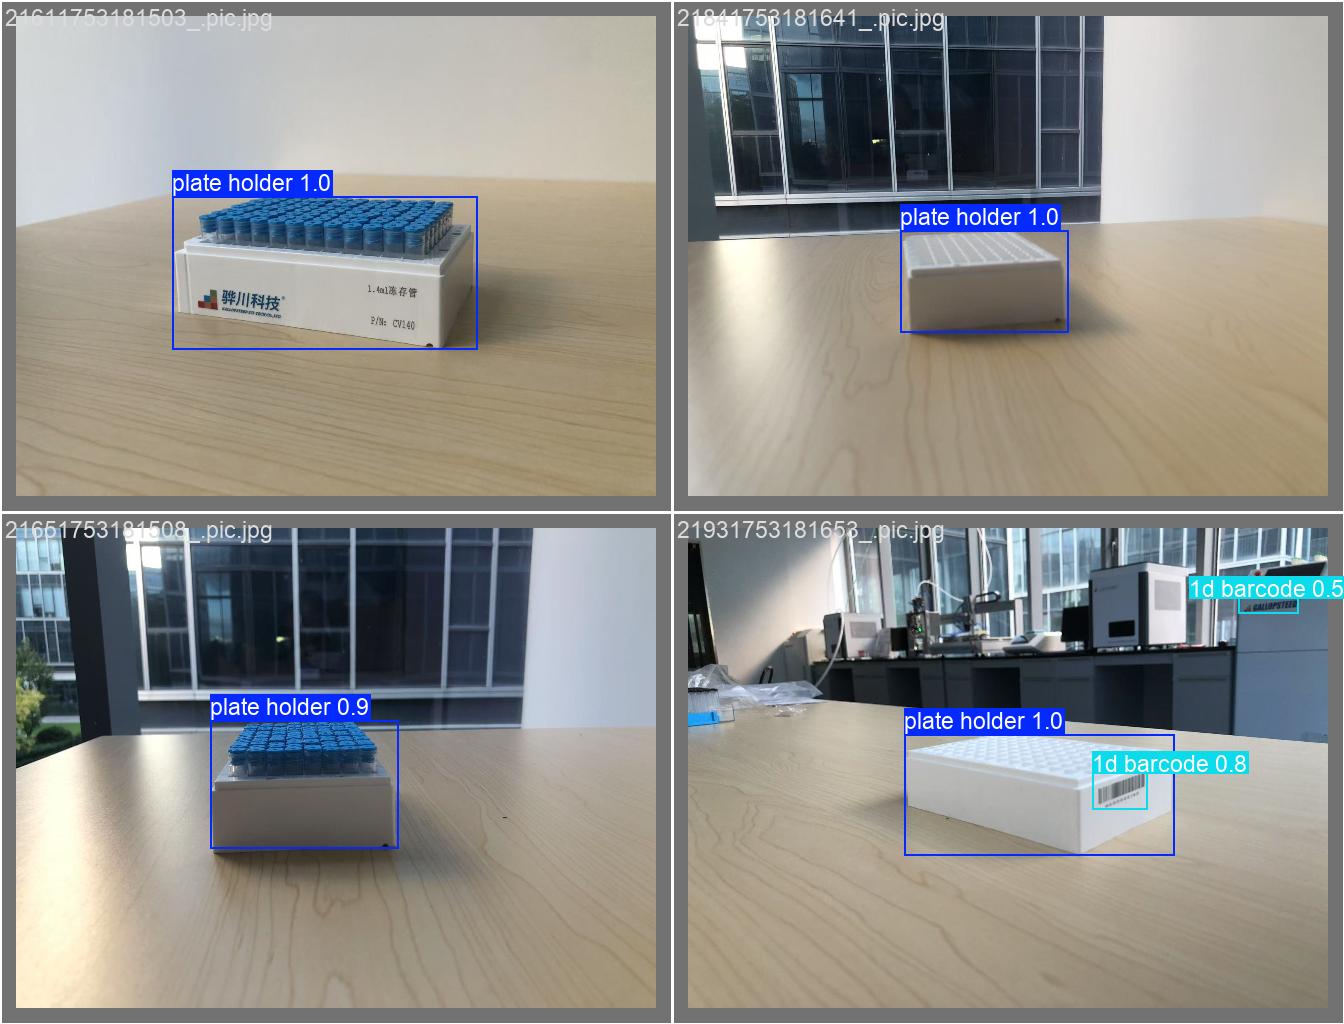 21611753181503_.pic.jpg
plate holder 1.0
骅川科技
1.4ml冻存管
P/N: CV140
21841753181641_.pic.jpg
plate holder 1.0
21651753181508_.pic.jpg
plate holder 0.9
21931753181653_.pic.jpg
1d barcode 0.5
GALLOPSTEED
plate holder 1.0
1d barcode 0.8